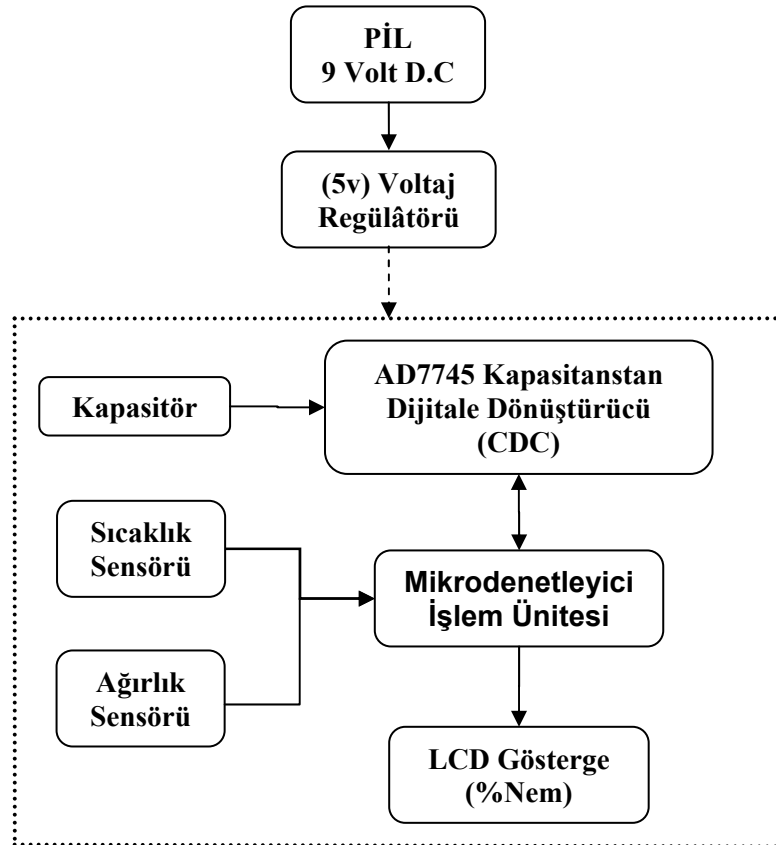 PİL
9 Volt D.C
(5v) Voltaj
Regülâtörü
AD7745 Kapasitanstan
Dijitale Dönüştürücü
(CDC)
Kapasitör
Sıcaklık
Sensörü
Mikrodenetleyici
İşlem Ünitesi
Ağırlık
Sensörü
LCD Gösterge
(%Nem)